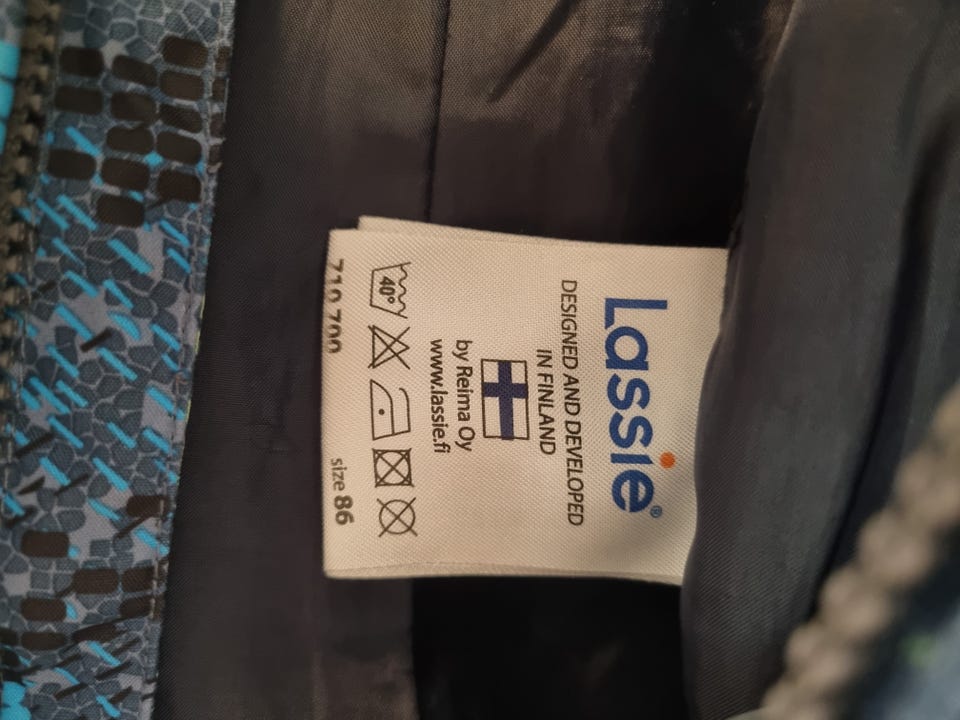 Lassie®
DESIGNED AND DEVELOPED
IN FINLAND
by Reima Oy
www.lassie.fi
40°
size 86